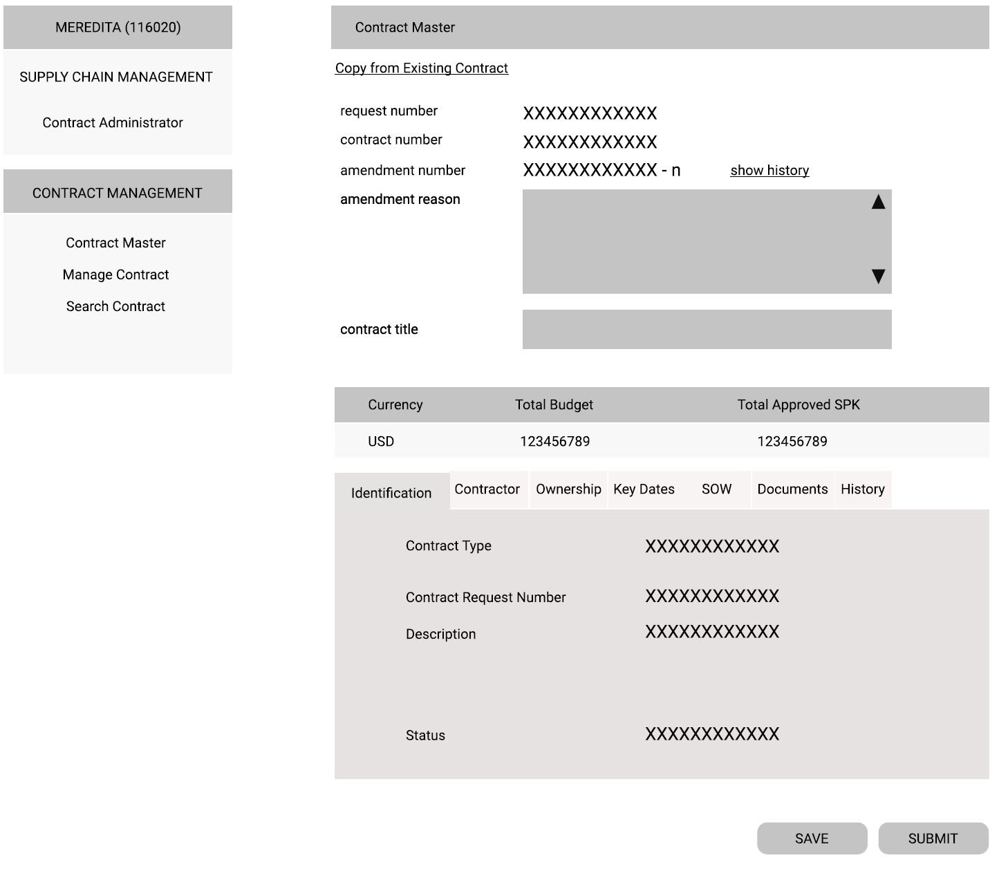 MEREDITA (116020)
SUPPLY CHAIN MANAGEMENT
Contract Administrator
CONTRACT MANAGEMENT
Contract Master
Manage Contract
Search Contract
Contract Master
Copy from Existing Contract
request number XXXXXXXXXXXX
contract number XXXXXXXXXXXX
amendment number XXXXXXXXXXXX - n show history
amendment reason
contract title
Currency Total Budget Total Approved SPK
USD 123456789 123456789
Identification Contractor Ownership Key Dates SOW Documents History
Contract Type XXXXXXXXXXXX
Contract Request Number XXXXXXXXXXXX
Description XXXXXXXXXXXX
Status XXXXXXXXXXXX
SAVE SUBMIT